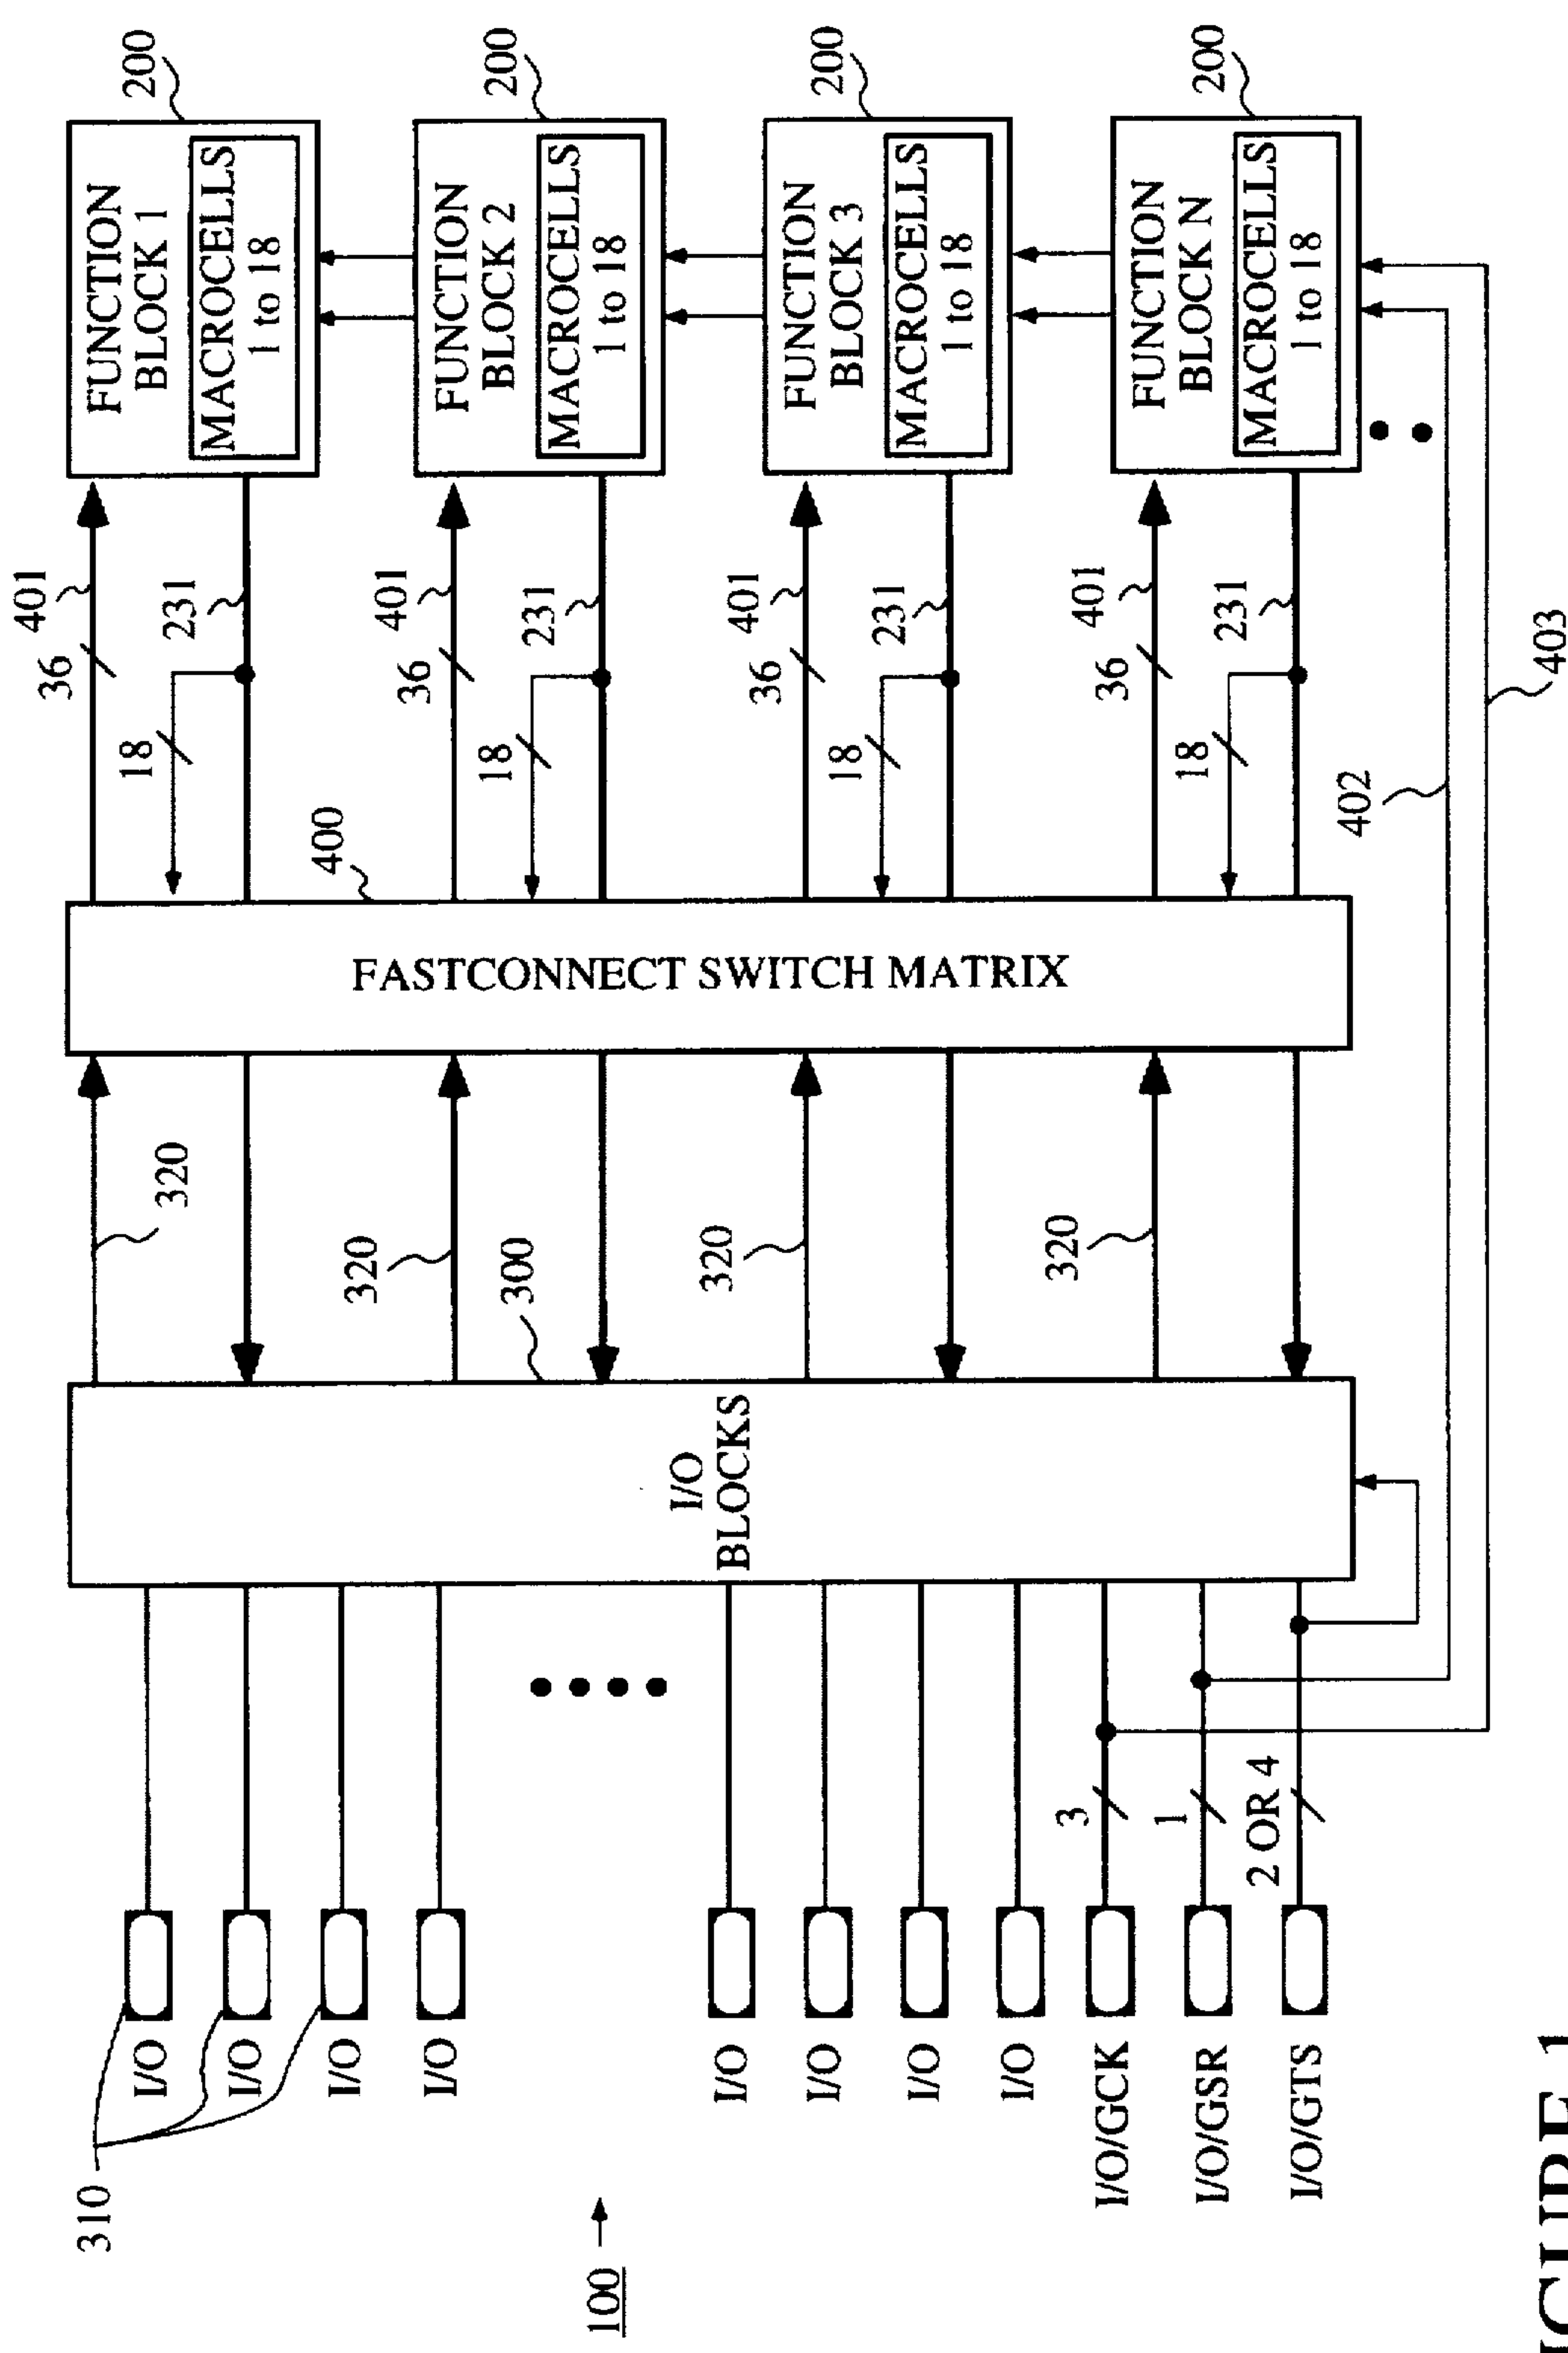 310
I/O
I/O
I/O
I/O
I/O
I/O
I/O
I/O
I/O/GCK
I/O/GSR
I/O/GTS
100
3
1
2 OR 4
I/O
BLOCKS
300
320
320
320
320
FASTCONNECT SWITCH MATRIX
400
36
401
18
231
36
401
18
231
36
401
18
231
36
401
18
231
FUNCTION
BLOCK 1
MACROCELLS
1 to 18
200
FUNCTION
BLOCK 2
MACROCELLS
1 to 18
200
FUNCTION
BLOCK 3
MACROCELLS
1 to 18
200
FUNCTION
BLOCK N
MACROCELLS
1 to 18
200
402
403
IGURE 1